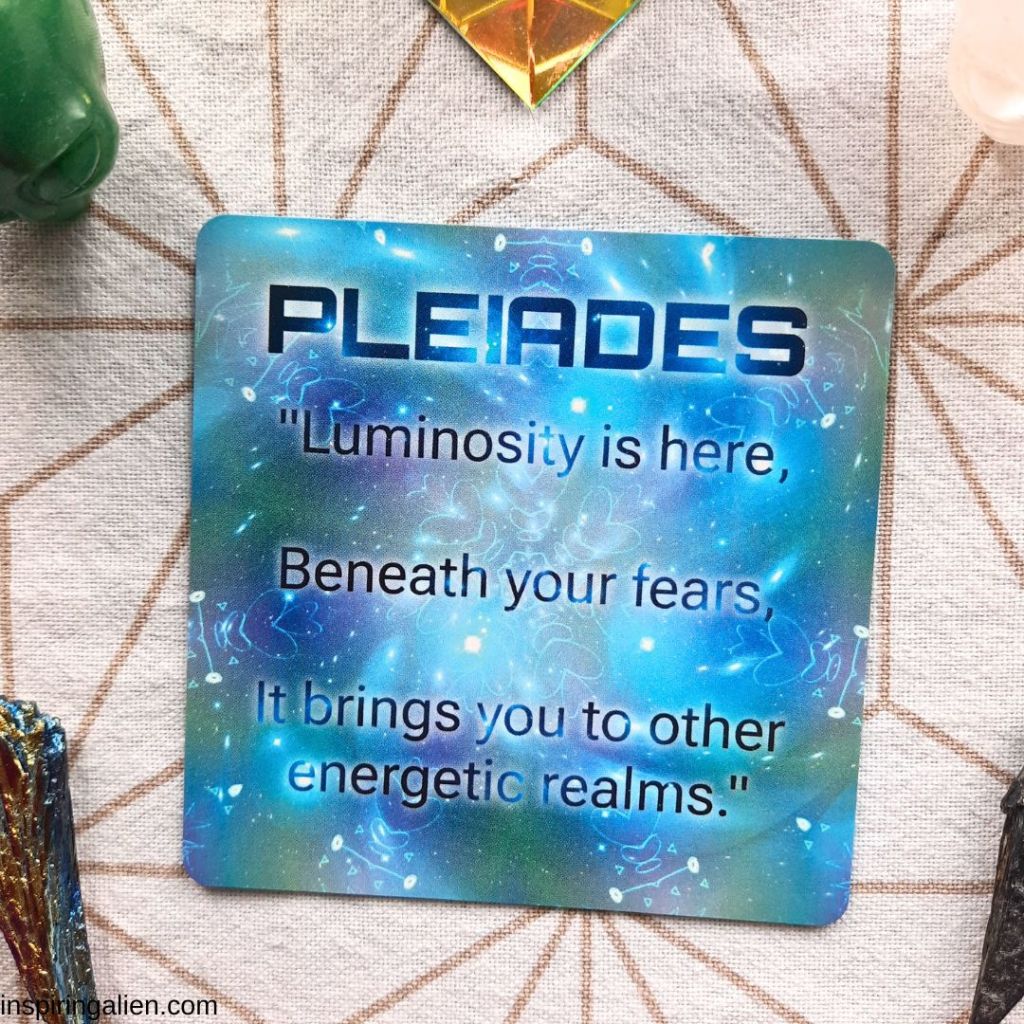 PLEIADES
"Luminosity is here,
Beneath your fears,
It brings you to other
energetic realms."
inspiringalien.com